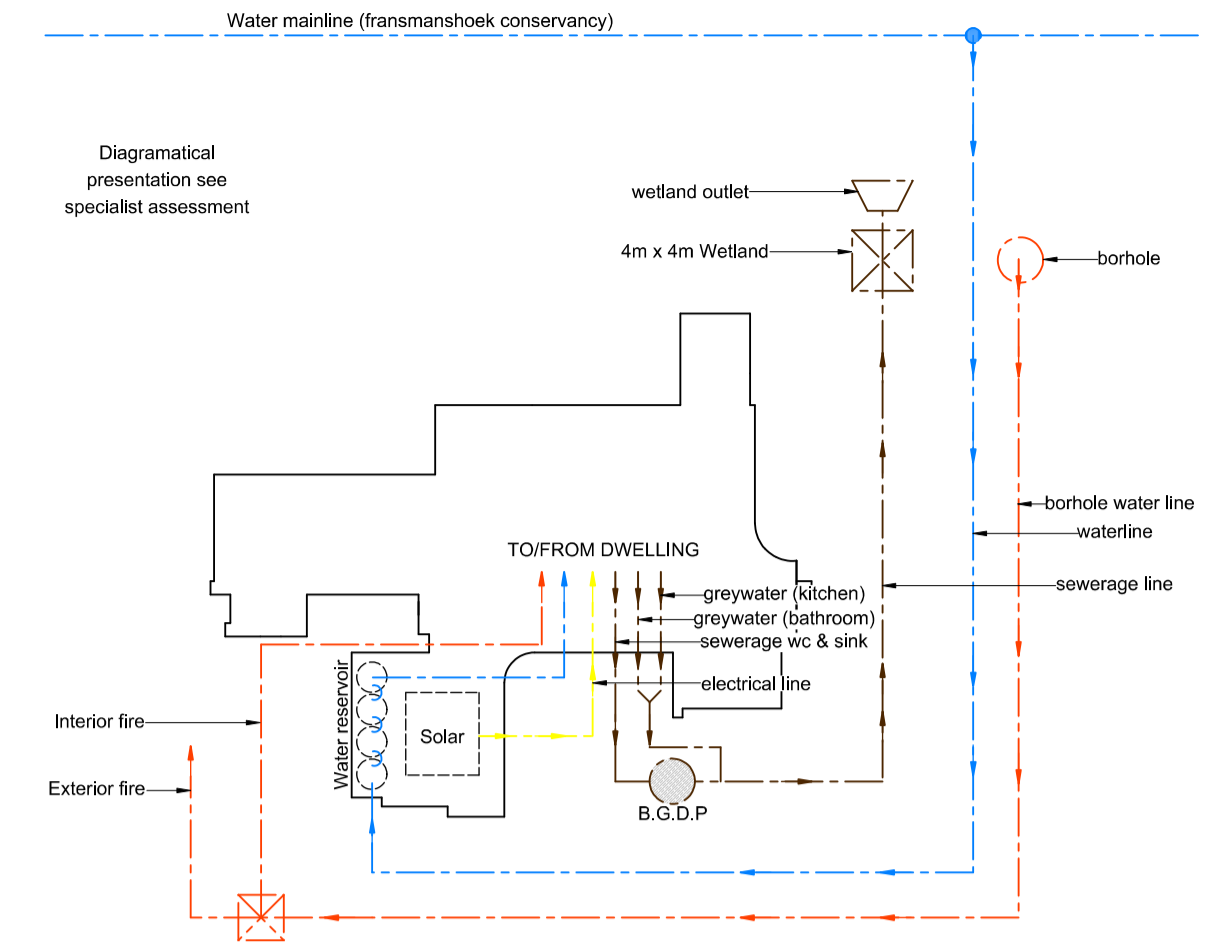 Water mainline (fransmanshoek conservancy)
Diagramatical
presentation see
specialist assessment
wetland outlet
4m x 4m Wetland
borhole
borhole water line
waterline
sewerage line
TO/FROM DWELLING
greywater (kitchen)
greywater (bathroom)
sewerage wc & sink
electrical line
Water reservoir
Solar
Interior fire
Exterior fire
B.G.D.P